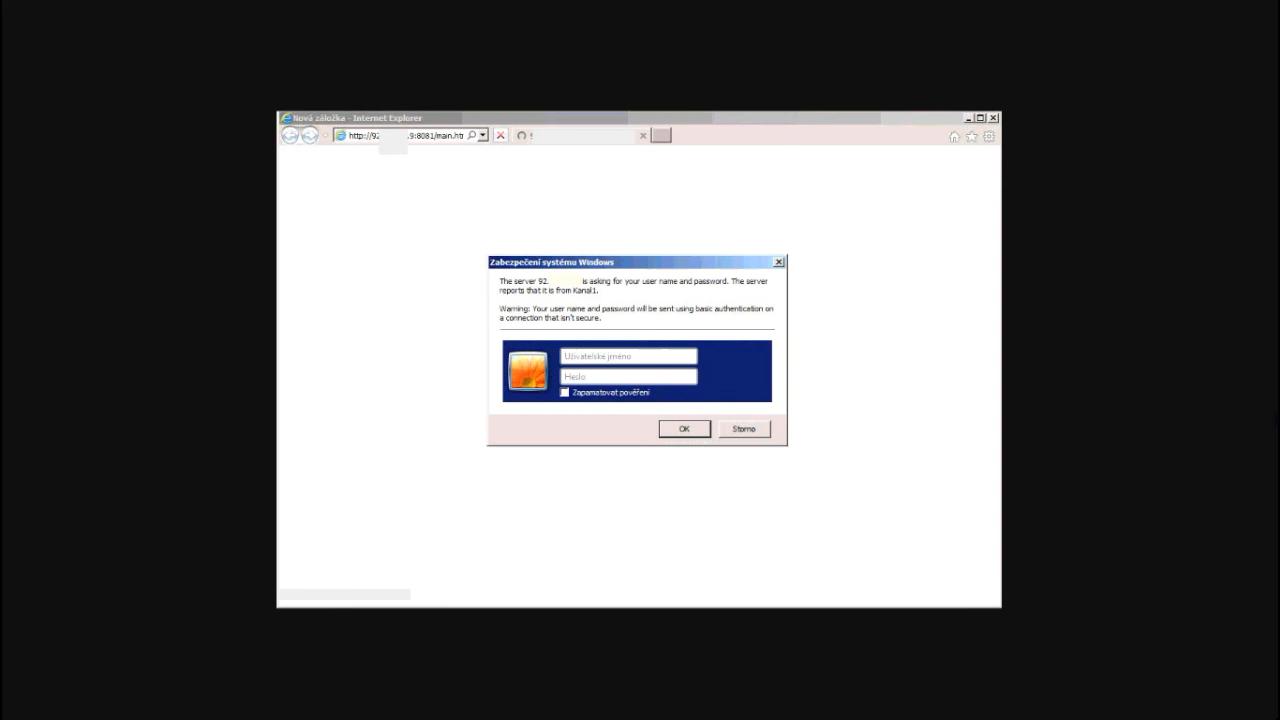 Nová záložka - Internet Explorer
http://92 .9:8081/main.htm
The server 92. is asking for your user name and password. The server
reports that it is from Kanal1.
Warning: Your user name and password will be sent using basic authentication on
a connection that isn't secure.
Zabezpečení systému Windows
Uživatelské jméno
Heslo
Zapamatovat pověření
OK
Storno